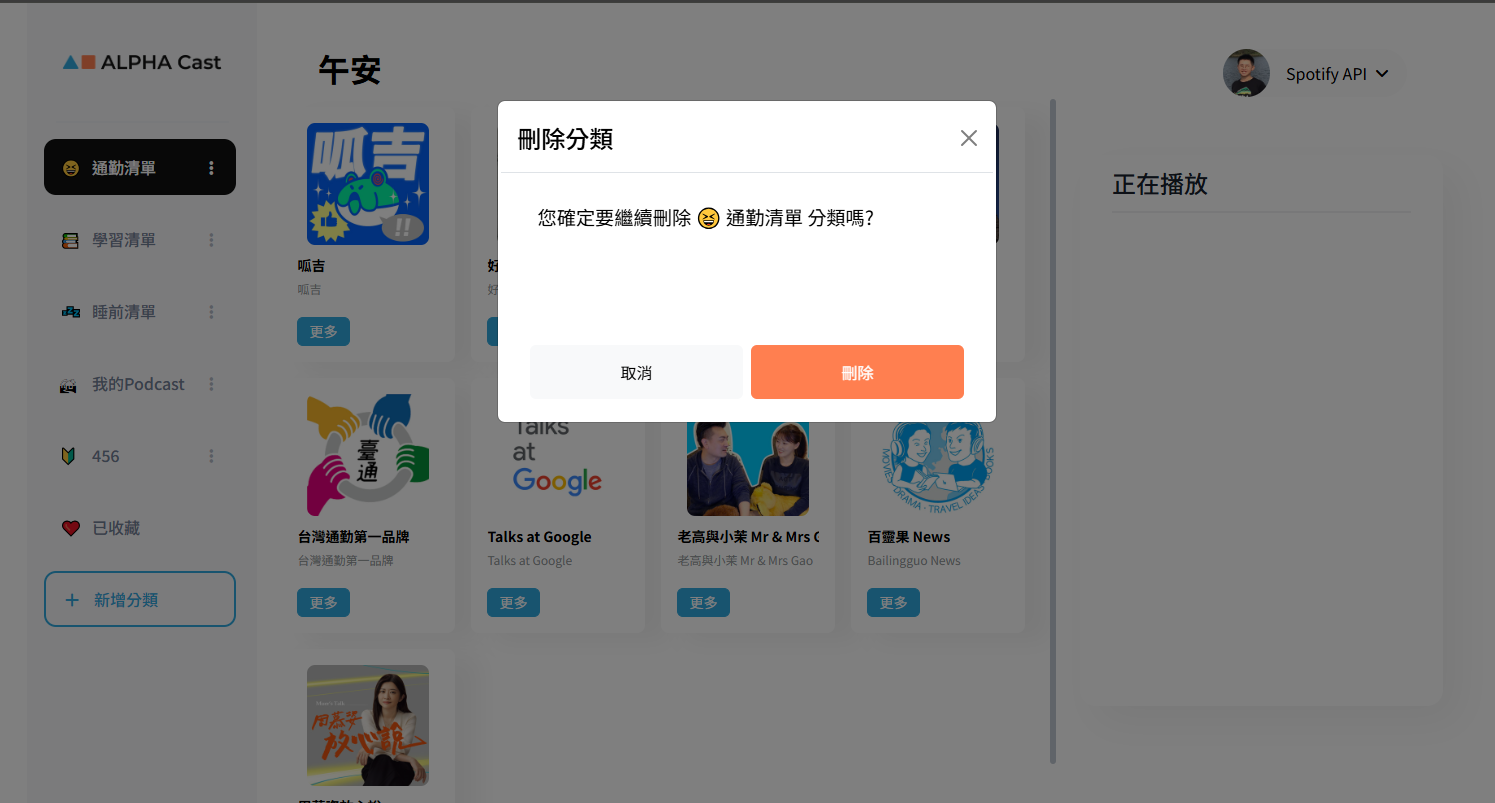 ALPHA Cast
午安
Spotify API
通勤清單
學習清單
睡前清單
我的Podcast
456
已收藏
新增分類
刪除分類
您確定要繼續刪除 😆 通勤清單 分類嗎?
取消
刪除
正在播放
呱吉
!!
呱吉
呱吉
更多
好
好
臺通
台灣通勤第一品牌
台灣通勤第一品牌
更多
Talks
at
Google
Talks at Google
Talks at Google
更多
老高與小茉 Mr & Mrs G
老高與小茉 Mr & Mrs Gao
更多
MOVIES · DRAMA · TRAVEL · IDEAS · BOOKS
百靈果 News
Bailingguo News
更多
周慕姿
放心說